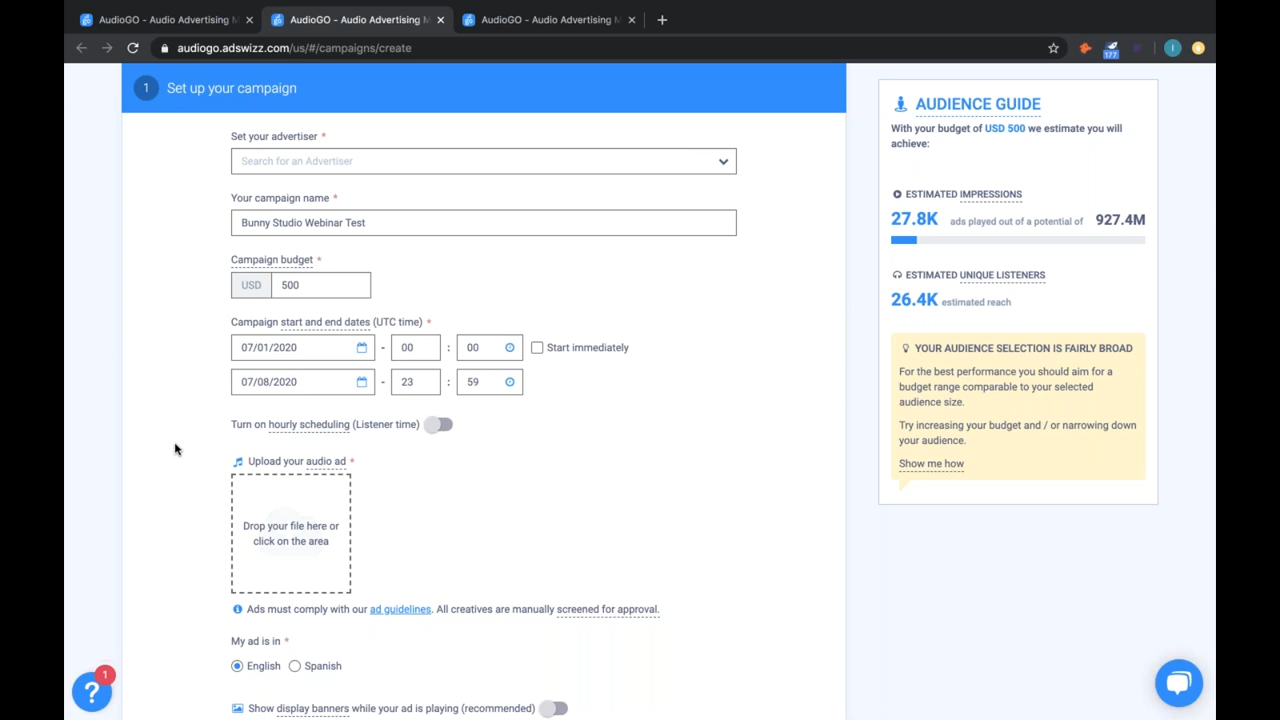 AudioGO - Audio Advertising M
AudioGO - Audio Advertising M
AudioGO - Audio Advertising M
audiogo.adswizz.com/us/#/campaigns/create
177
i
1 Set up your campaign
Set your advertiser *
Search for an Advertiser
Your campaign name *
Bunny Studio Webinar Test
Campaign budget *
USD 500
Campaign start and end dates (UTC time) *
07/01/2020 - 00 : 00 Start immediately
07/08/2020 - 23 : 59
Turn on hourly scheduling (Listener time)
Upload your audio ad *
Drop your file here or
click on the area
Ads must comply with our ad guidelines. All creatives are manually screened for approval.
My ad is in *
English Spanish
Show display banners while your ad is playing (recommended)
? 1
AUDIENCE GUIDE
With your budget of USD 500 we estimate you will
achieve:
ESTIMATED IMPRESSIONS
27.8K ads played out of a potential of 927.4M
ESTIMATED UNIQUE LISTENERS
26.4K estimated reach
YOUR AUDIENCE SELECTION IS FAIRLY BROAD
For the best performance you should aim for a
budget range comparable to your selected
audience size.
Try increasing your budget and / or narrowing down
your audience.
Show me how